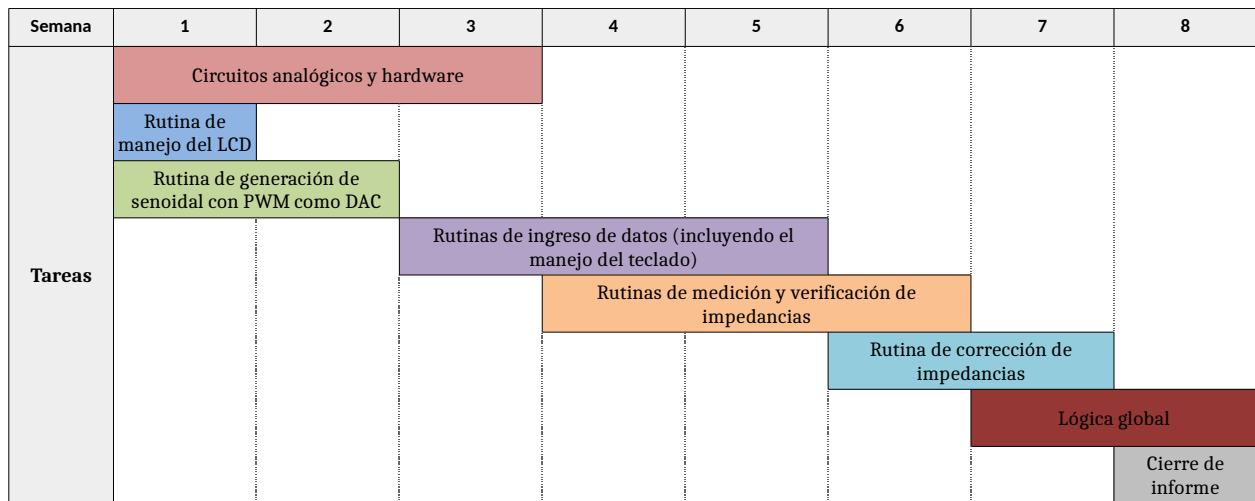 Semana 1 2 3 4 5 6 7 8
Circuitos analógicos y hardware
Rutina de
manejo del LCD
Rutina de generación de
senoidal con PWM como DAC
Rutinas de ingreso de datos (incluyendo el
manejo del teclado)
Tareas
Rutinas de medición y verificación de
impedancias
Rutina de corrección de
impedancias
Lógica global
Cierre de
informe